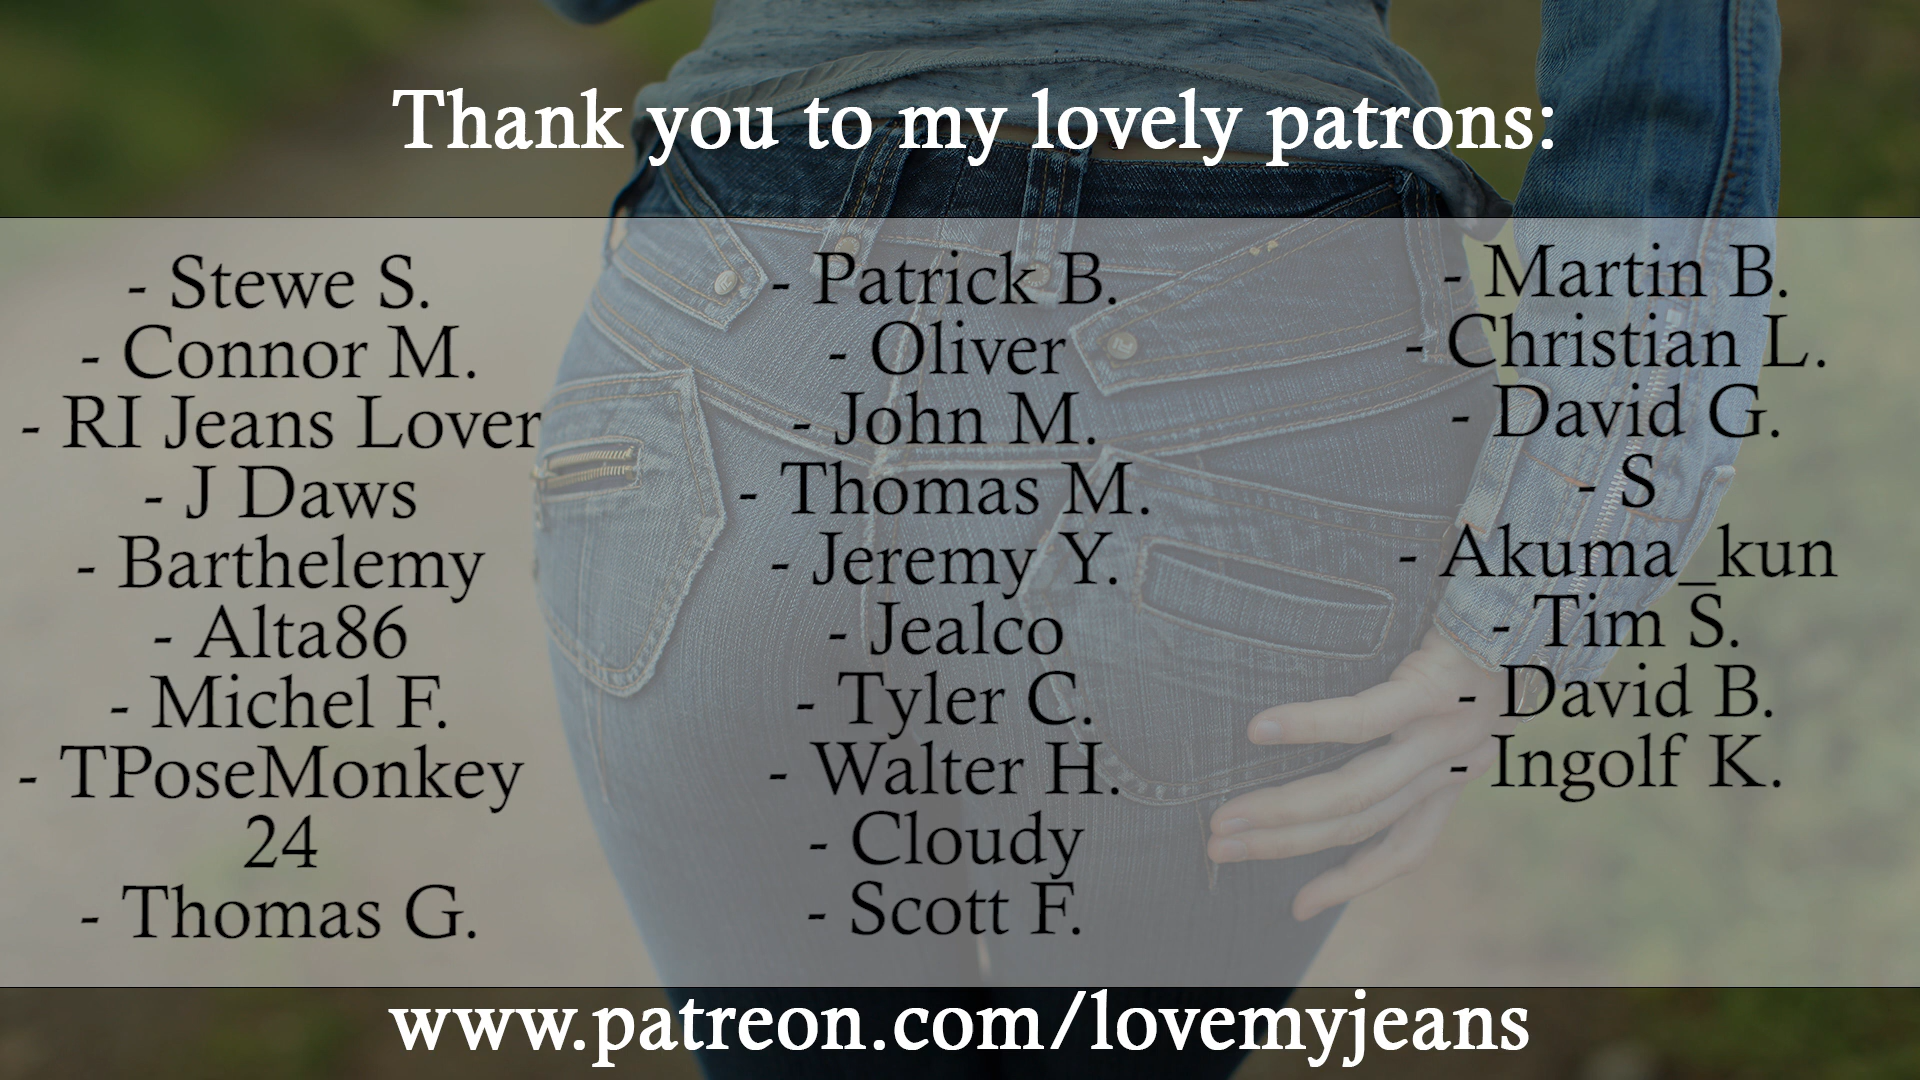 Thank you to my lovely patrons:
- Stewe S.
- Connor M.
- RI Jeans Lover
- J Daws
- Barthelemy
- Alta86
- Michel F.
- TPoseMonkey
24
- Thomas G.
- Patrick B.
- Oliver
- John M.
- Thomas M.
- Jeremy Y.
- Jealco
- Tyler C.
- Walter H.
- Cloudy
- Scott F.
- Martin B.
- Christian L.
- David G.
- S
- Akuma_kun
- Tim S.
- David B.
- Ingolf K.
www.patreon.com/lovemyjeans